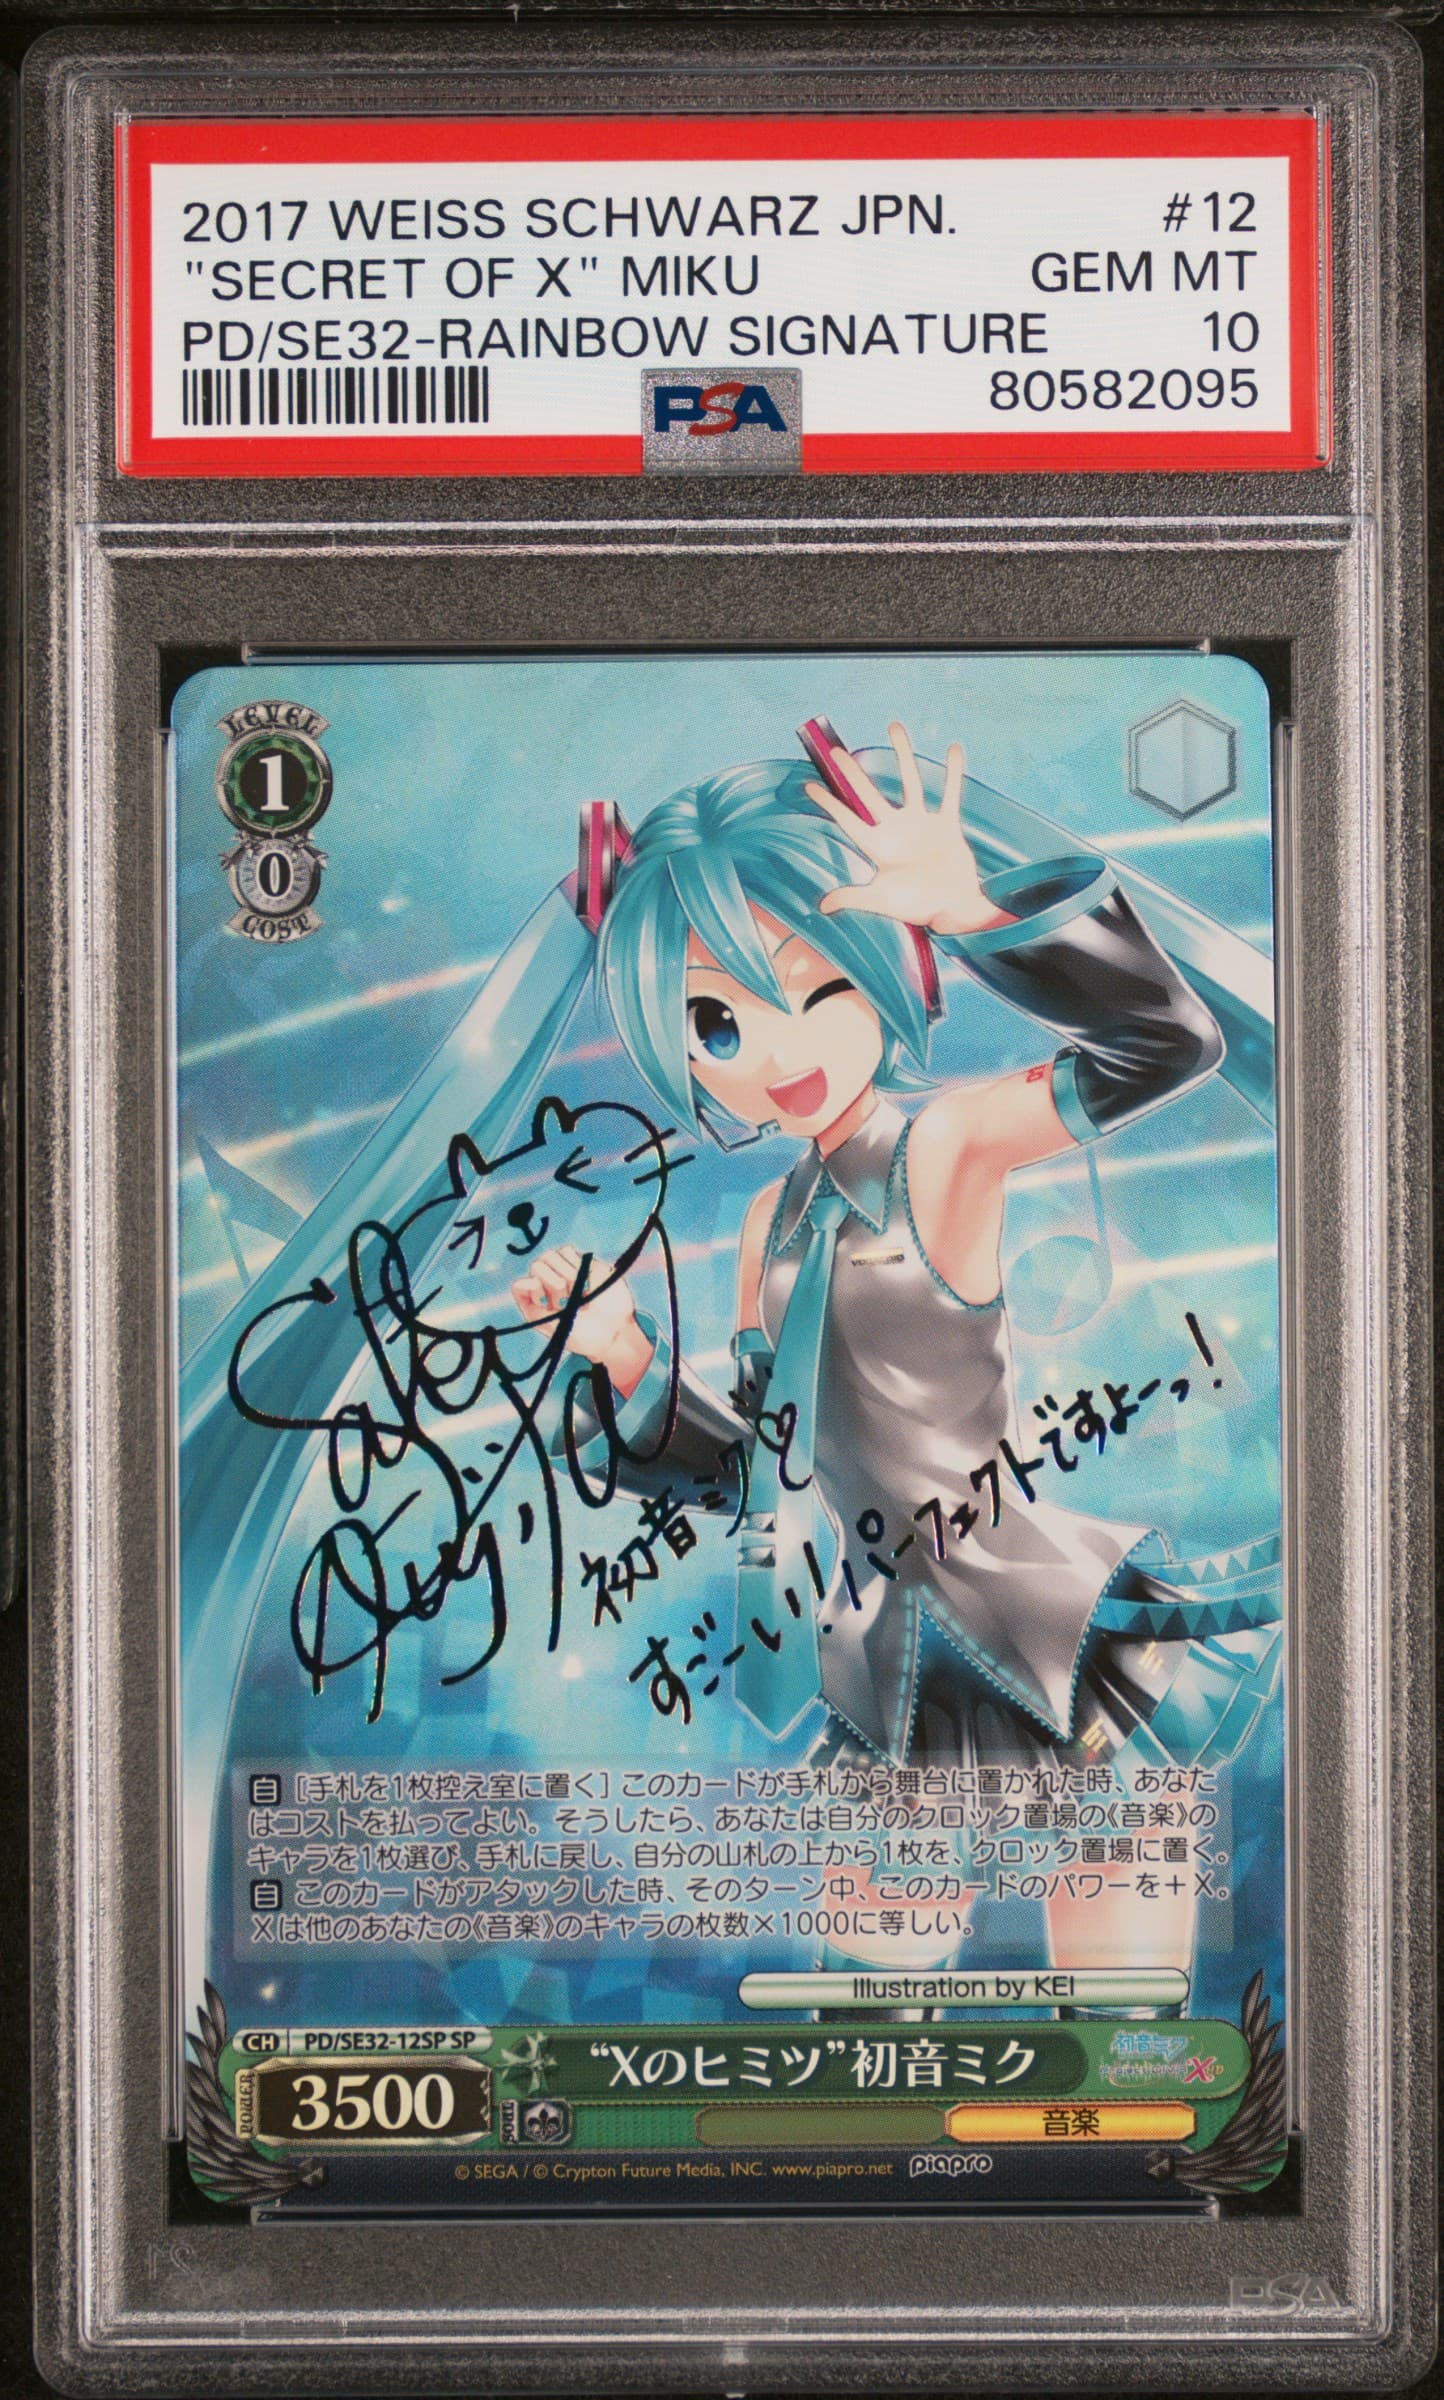 2017 WEISS SCHWARZ JPN. #12
"SECRET OF X" MIKU GEM MT
PD/SE32-RAINBOW SIGNATURE 10
80582095
PSA
LEVEL
1
0
COST
01
VOCALOID
初音ミク♡
すごーい!パーフェクトですよーっ!
自 [手札を1枚控え室に置く] このカードが手札から舞台に置かれた時、あなた
はコストを払ってよい。そうしたら、あなたは自分のクロック置場の《音楽》の
キャラを1枚選び、手札に戻し、自分の山札の上から1枚を、クロック置場に置く。
自 このカードがアタックした時、そのターン中、このカードのパワーを+X。
Xは他のあなたの《音楽》のキャラの枚数×1000に等しい。
Illustration by KEI
CH PD/SE32-12SP SP
“Xのヒミツ”初音ミク
初音ミク
POWER
3500
音楽
© SEGA / © Crypton Future Media, INC. www.piapro.net piapro
PSA